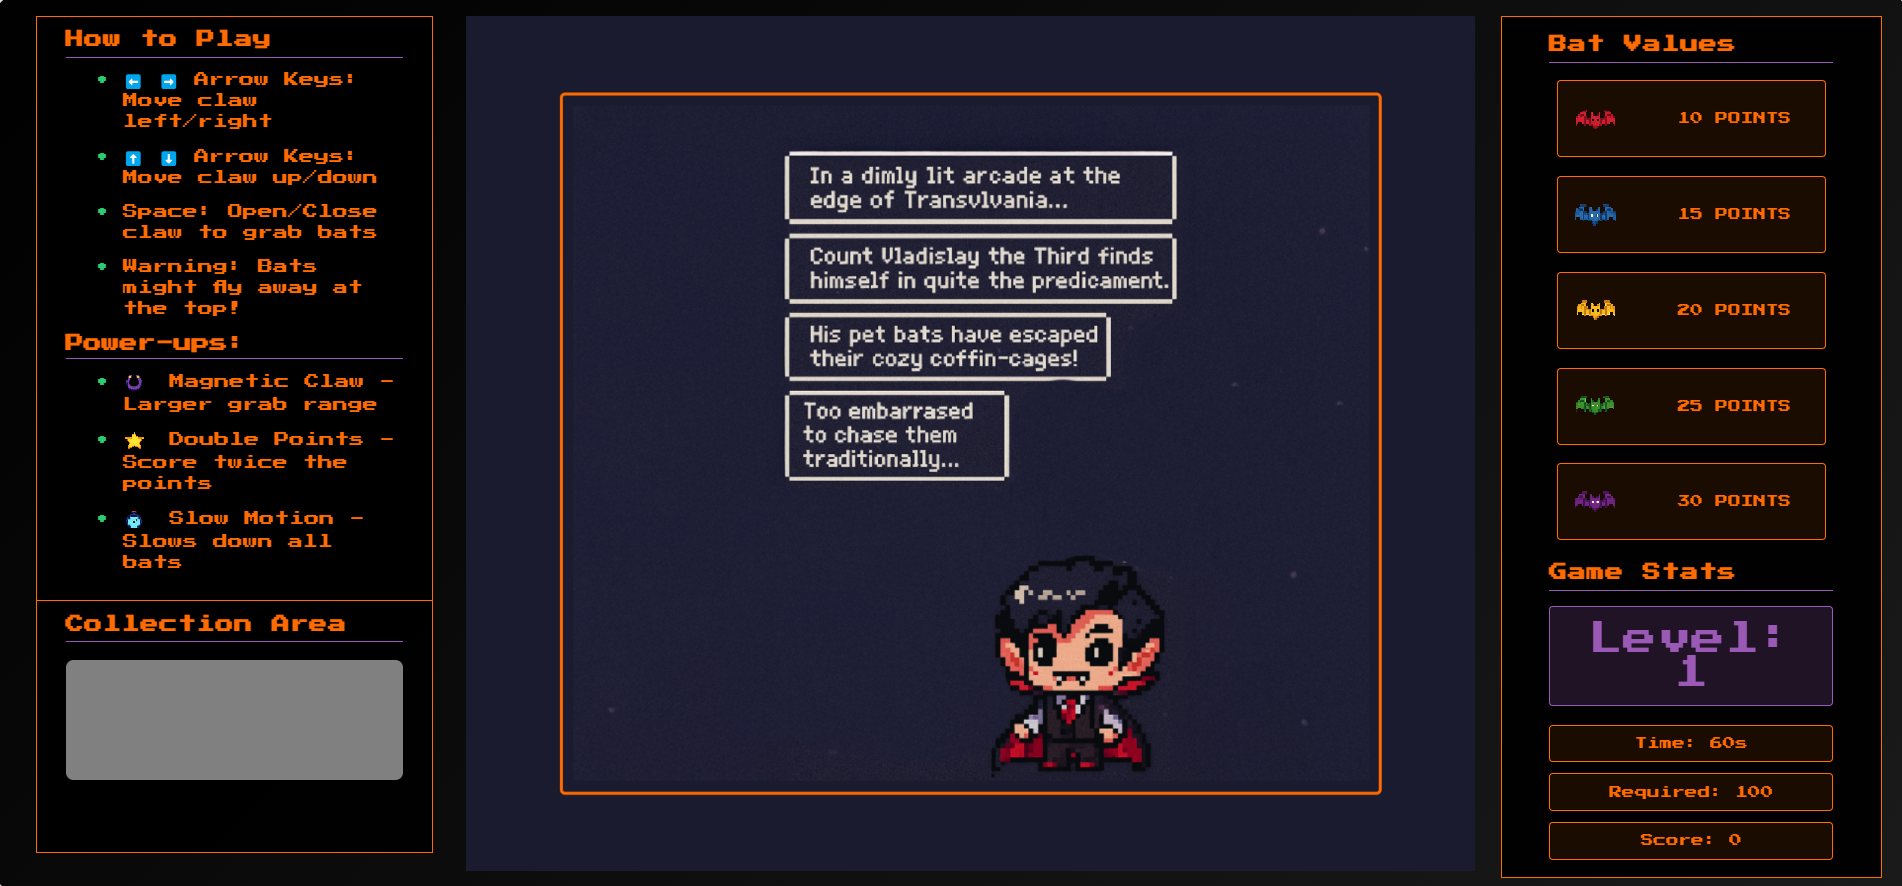 How to Play
Arrow Keys:
Move claw
left/right
Arrow Keys:
Move claw up/down
Space: Open/Close
claw to grab bats
Warning: Bats
might fly away at
the top!
Power-ups:
Magnetic Claw -
Larger grab range
Double Points -
Score twice the
points
Slow Motion -
Slows down all
bats
Collection Area
In a dimly lit arcade at the
edge of Transvlvania...
Count Vladislay the Third finds
himself in quite the predicament.
His pet bats have escaped
their cozy coffin-cages!
Too embarrased
to chase them
traditionally...
Bat Values
10 POINTS
15 POINTS
20 POINTS
25 POINTS
30 POINTS
Game Stats
Level:
1
Time: 60s
Required: 100
Score: 0